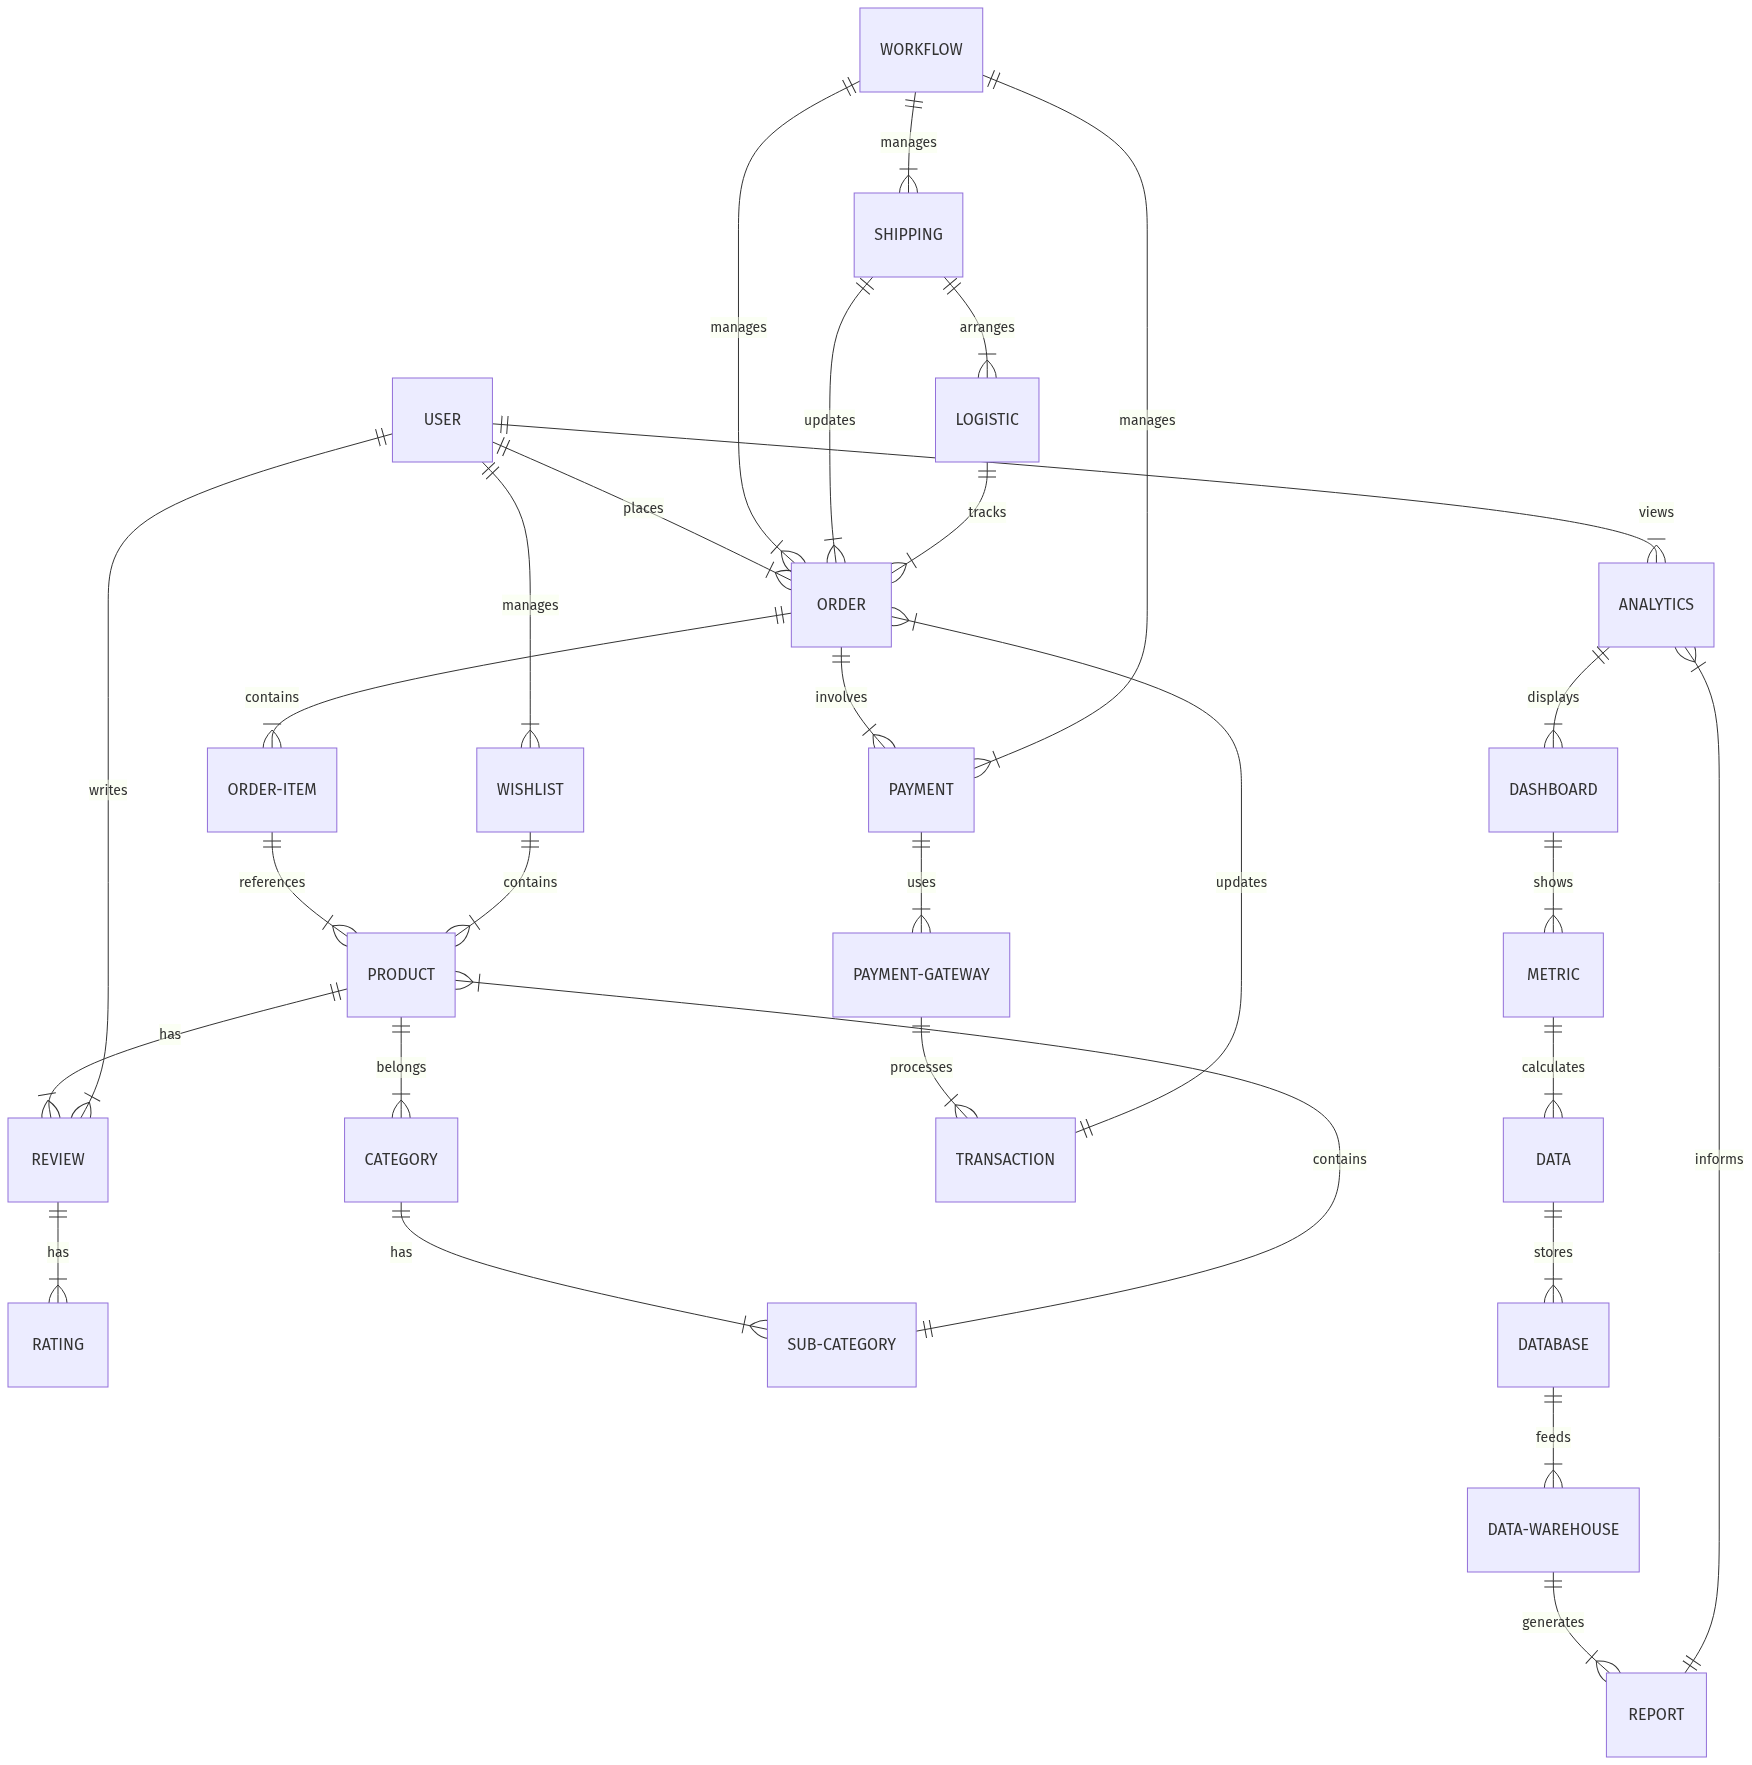 WORKFLOW
manages
SHIPPING
manages
arranges
USER
updates
LOGISTIC
manages
places
tracks
views
manages
ORDER
ANALYTICS
contains
involves
displays
writes
ORDER-ITEM
WISHLIST
PAYMENT
DASHBOARD
references
contains
uses
updates
shows
PRODUCT
PAYMENT-GATEWAY
METRIC
has
belongs
processes
calculates
REVIEW
CATEGORY
TRANSACTION
contains
DATA
informs
has
has
stores
RATING
SUB-CATEGORY
DATABASE
feeds
DATA-WAREHOUSE
generates
REPORT